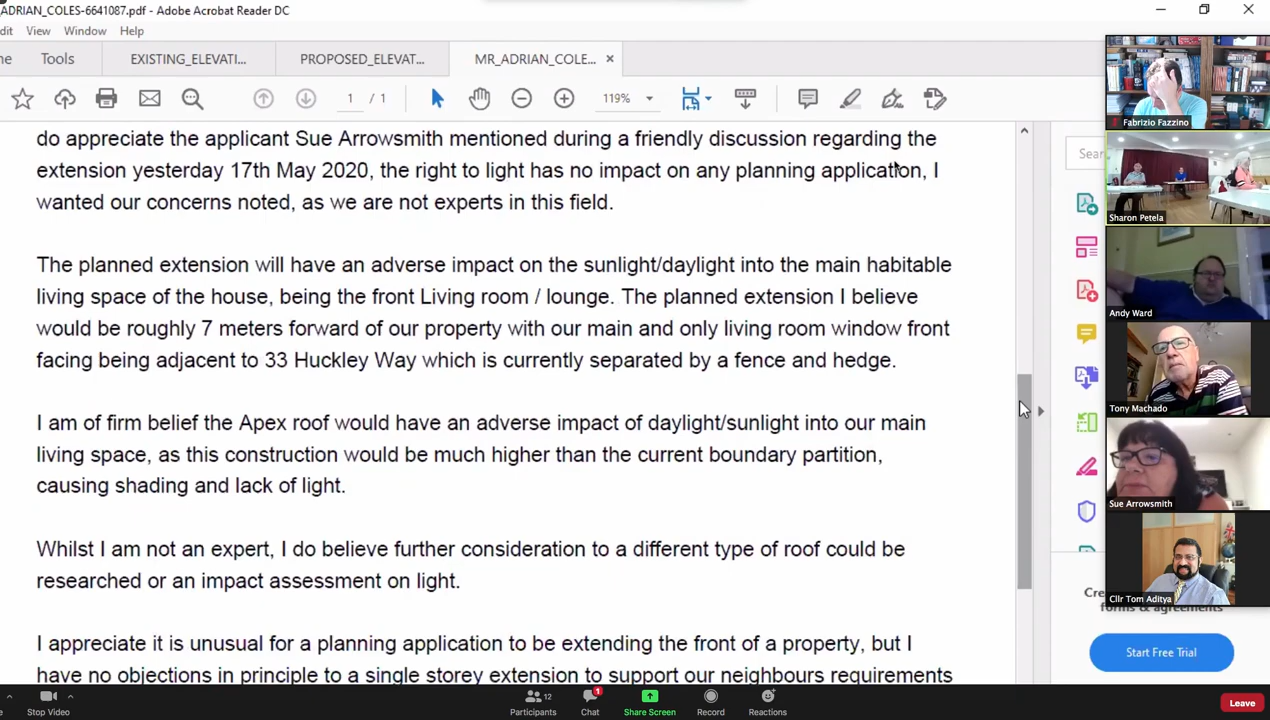 ADRIAN_COLES-6641087.pdf - Adobe Acrobat Reader DC
dit View Window Help
ne Tools EXISTING_ELEVATI... PROPOSED_ELEVAT... MR_ADRIAN_COLE... ×
1 / 1 119%
do appreciate the applicant Sue Arrowsmith mentioned during a friendly discussion regarding the
extension yesterday 17th May 2020, the right to light has no impact on any planning application, I
wanted our concerns noted, as we are not experts in this field.
The planned extension will have an adverse impact on the sunlight/daylight into the main habitable
living space of the house, being the front Living room / lounge. The planned extension I believe
would be roughly 7 meters forward of our property with our main and only living room window front
facing being adjacent to 33 Huckley Way which is currently separated by a fence and hedge.
I am of firm belief the Apex roof would have an adverse impact of daylight/sunlight into our main
living space, as this construction would be much higher than the current boundary partition,
causing shading and lack of light.
Whilst I am not an expert, I do believe further consideration to a different type of roof could be
researched or an impact assessment on light.
I appreciate it is unusual for a planning application to be extending the front of a property, but I
have no objections in principle to a single storey extension to support our neighbours requirements
Sear
Cre
forms & agreements
Start Free Trial
Fabrizio Fazzino
Sharon Petela
Andy Ward
Tony Machado
Sue Arrowsmith
Cllr Tom Aditya
Stop Video
12
Participants
1
Chat
Share Screen
Record
Reactions
Leave